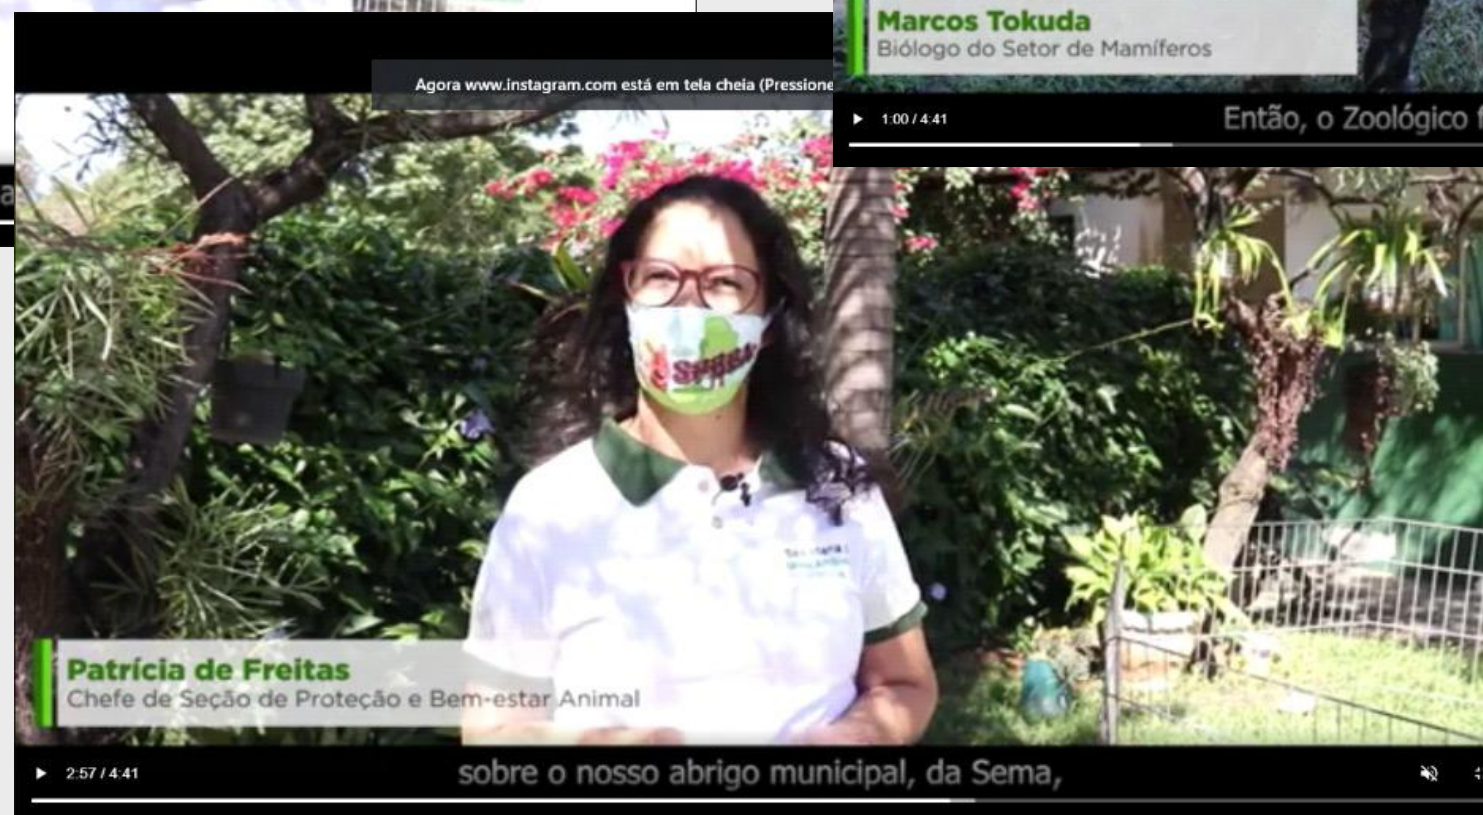 Marcos Tokuda
Biólogo do Setor de Mamíferos
1:00 / 4:41
Então, o Zoológico
Agora www.instagram.com está em tela cheia (Pressione
Patrícia de Freitas
Chefe de Seção de Proteção e Bem-estar Animal
2:57 / 4:41
sobre o nosso abrigo municipal, da Sema,